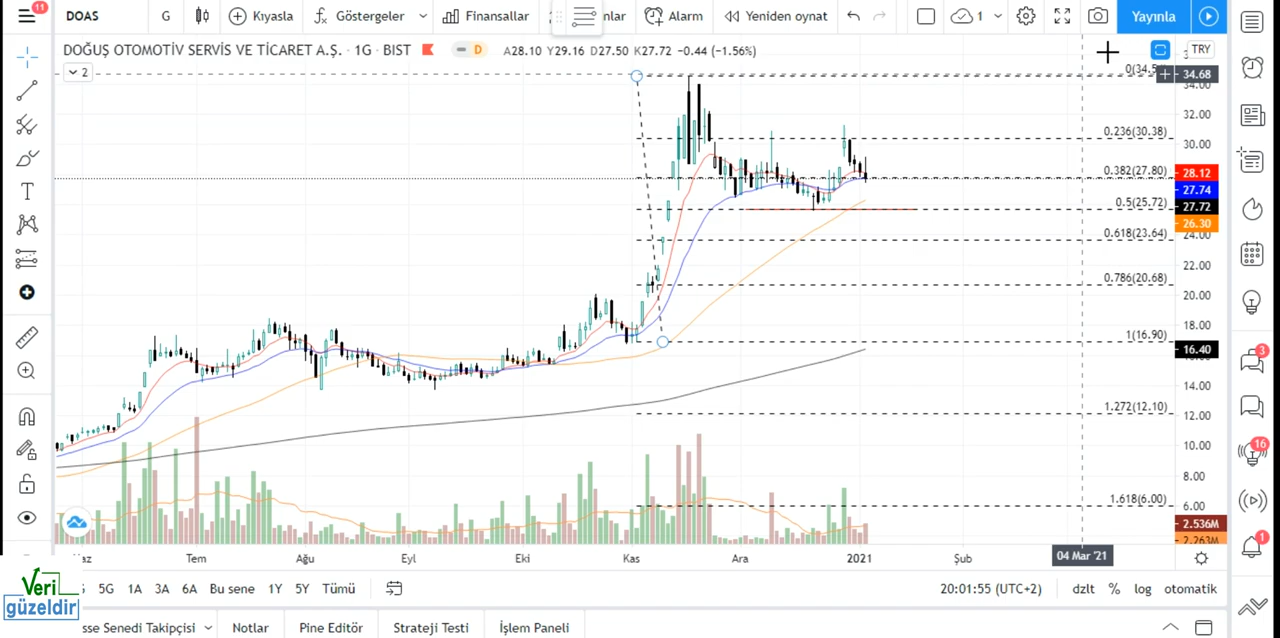 11
DOAS
G
Kıyasla
Göstergeler
Finansallar
nlar
Alarm
Yeniden oynat
1
Yayınla
DOĞUŞ OTOMOTİV SERVİS VE TİCARET A.Ş. · 1G · BIST
D
A28.10 Y29.16 D27.50 K27.72 −0.44 (−1.56%)
TRY
2
0(34.5
34.68
34.00
32.00
0.236(30.38)
30.00
0.382(27.80)
28.12
27.74
27.72
0.5(25.72)
26.30
0.618(23.64)
24.00
22.00
0.786(20.68)
20.00
18.00
1(16.90)
16.40
14.00
1.272(12.10)
12.00
10.00
8.00
1.618(6.00)
6.00
2.536M
2.263M
Tem
Ağu
Eyl
Eki
Kas
Ara
2021
Şub
04 Mar '21
5G
1A
3A
6A
Bu sene
1Y
5Y
Tümü
20:01:55 (UTC+2)
dzlt
%
log
otomatik
Veri
güzeldir
sse Senedi Takipçisi
Notlar
Pine Editör
Strateji Testi
İşlem Paneli
3
16
1